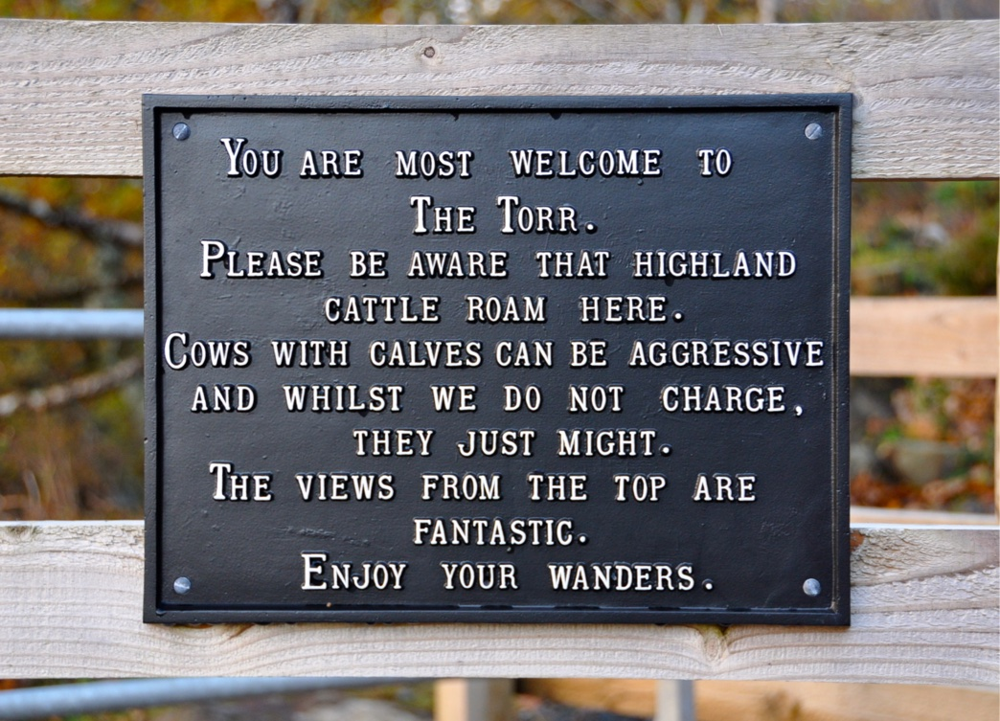 You are most welcome to
The Torr.
Please be aware that highland
cattle roam here.
Cows with calves can be aggressive
and whilst we do not charge,
they just might.
The views from the top are
fantastic.
Enjoy your wanders.